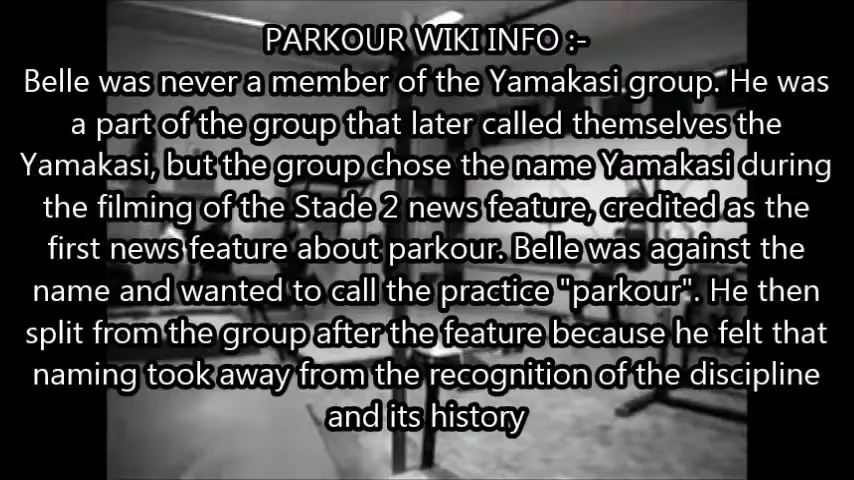 PARKOUR WIKI INFO :-
Belle was never a member of the Yamakasi group. He was
a part of the group that later called themselves the
Yamakasi, but the group chose the name Yamakasi during
the filming of the Stade 2 news feature, credited as the
first news feature about parkour. Belle was against the
name and wanted to call the practice "parkour". He then
split from the group after the feature because he felt that
naming took away from the recognition of the discipline
and its history